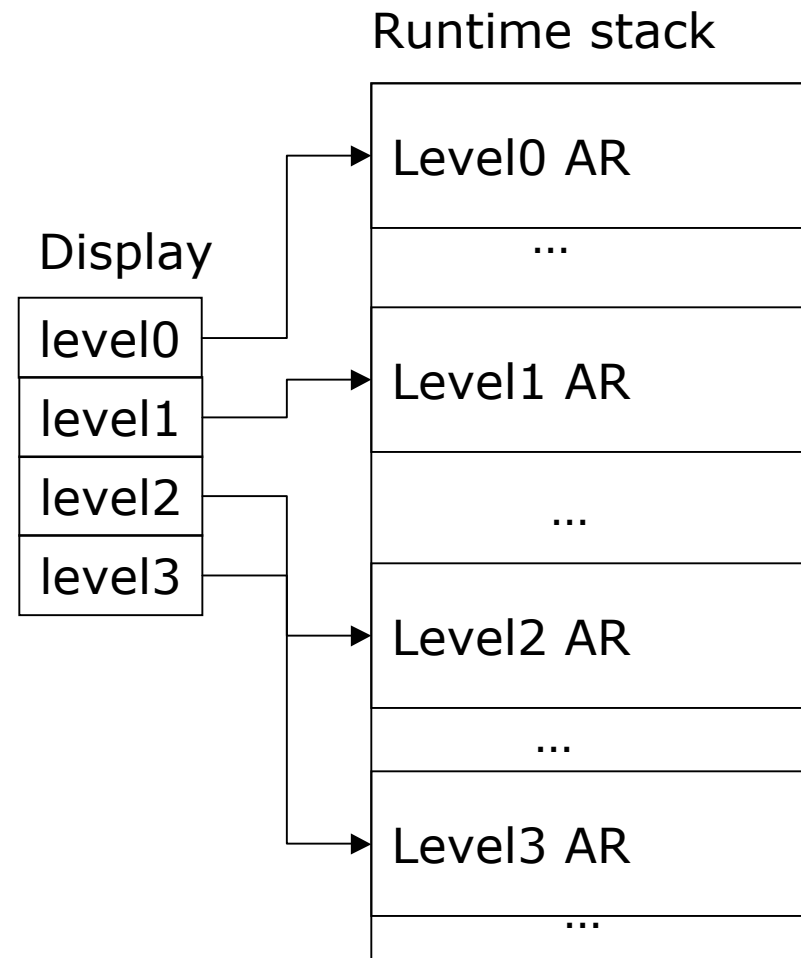 Runtime stack
Level0 AR
...
Display
level0
Level1 AR
level1
level2
...
level3
Level2 AR
...
Level3 AR
...